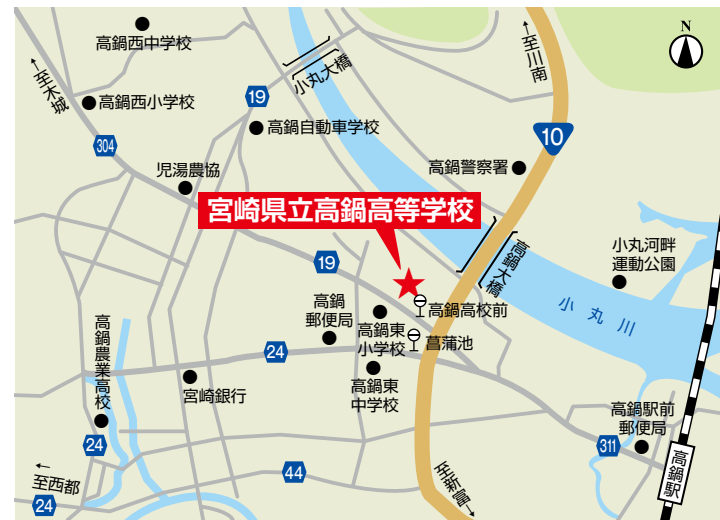 高鍋西中学校
小丸大橋
↑至川南
N
←至木城
高鍋西小学校
19
高鍋自動車学校
10
304
高鍋警察署
児湯農協
宮崎県立高鍋高等学校
高鍋大橋
小丸河畔
運動公園
19
高鍋
郵便局
高鍋高校前
小丸川
高鍋農業高校
高鍋東
小学校
菖蒲池
24
宮崎銀行
高鍋東
中学校
高鍋駅前
郵便局
24
311
高鍋駅
44
←
至西都
24
至新富→